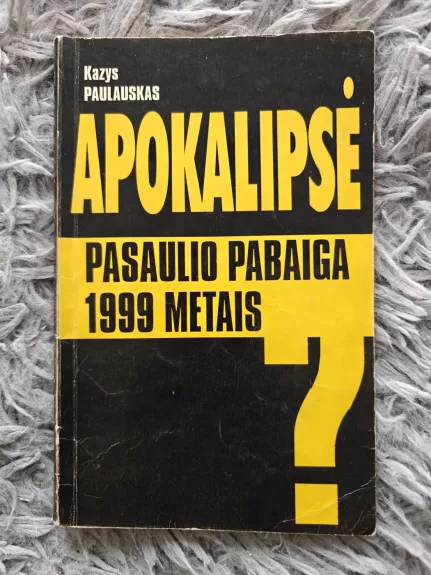 Kazys
PAULAUSKAS
APOKALIPSĖ
PASAULIO PABAIGA
1999 METAIS
?